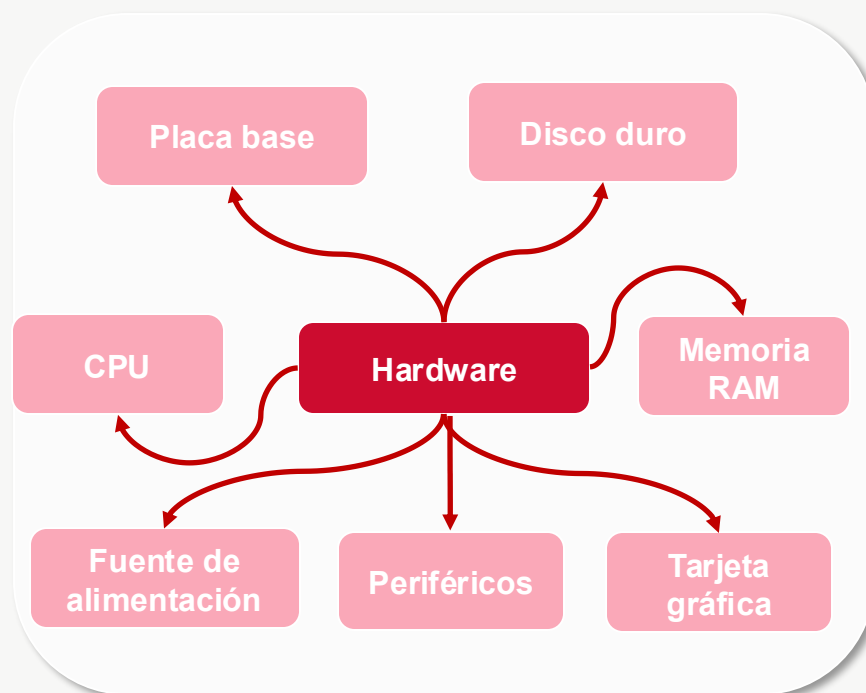 Placa base
Disco duro
CPU
Hardware
Memoria
RAM
Fuente de
alimentación
Periféricos
Tarjeta
gráfica